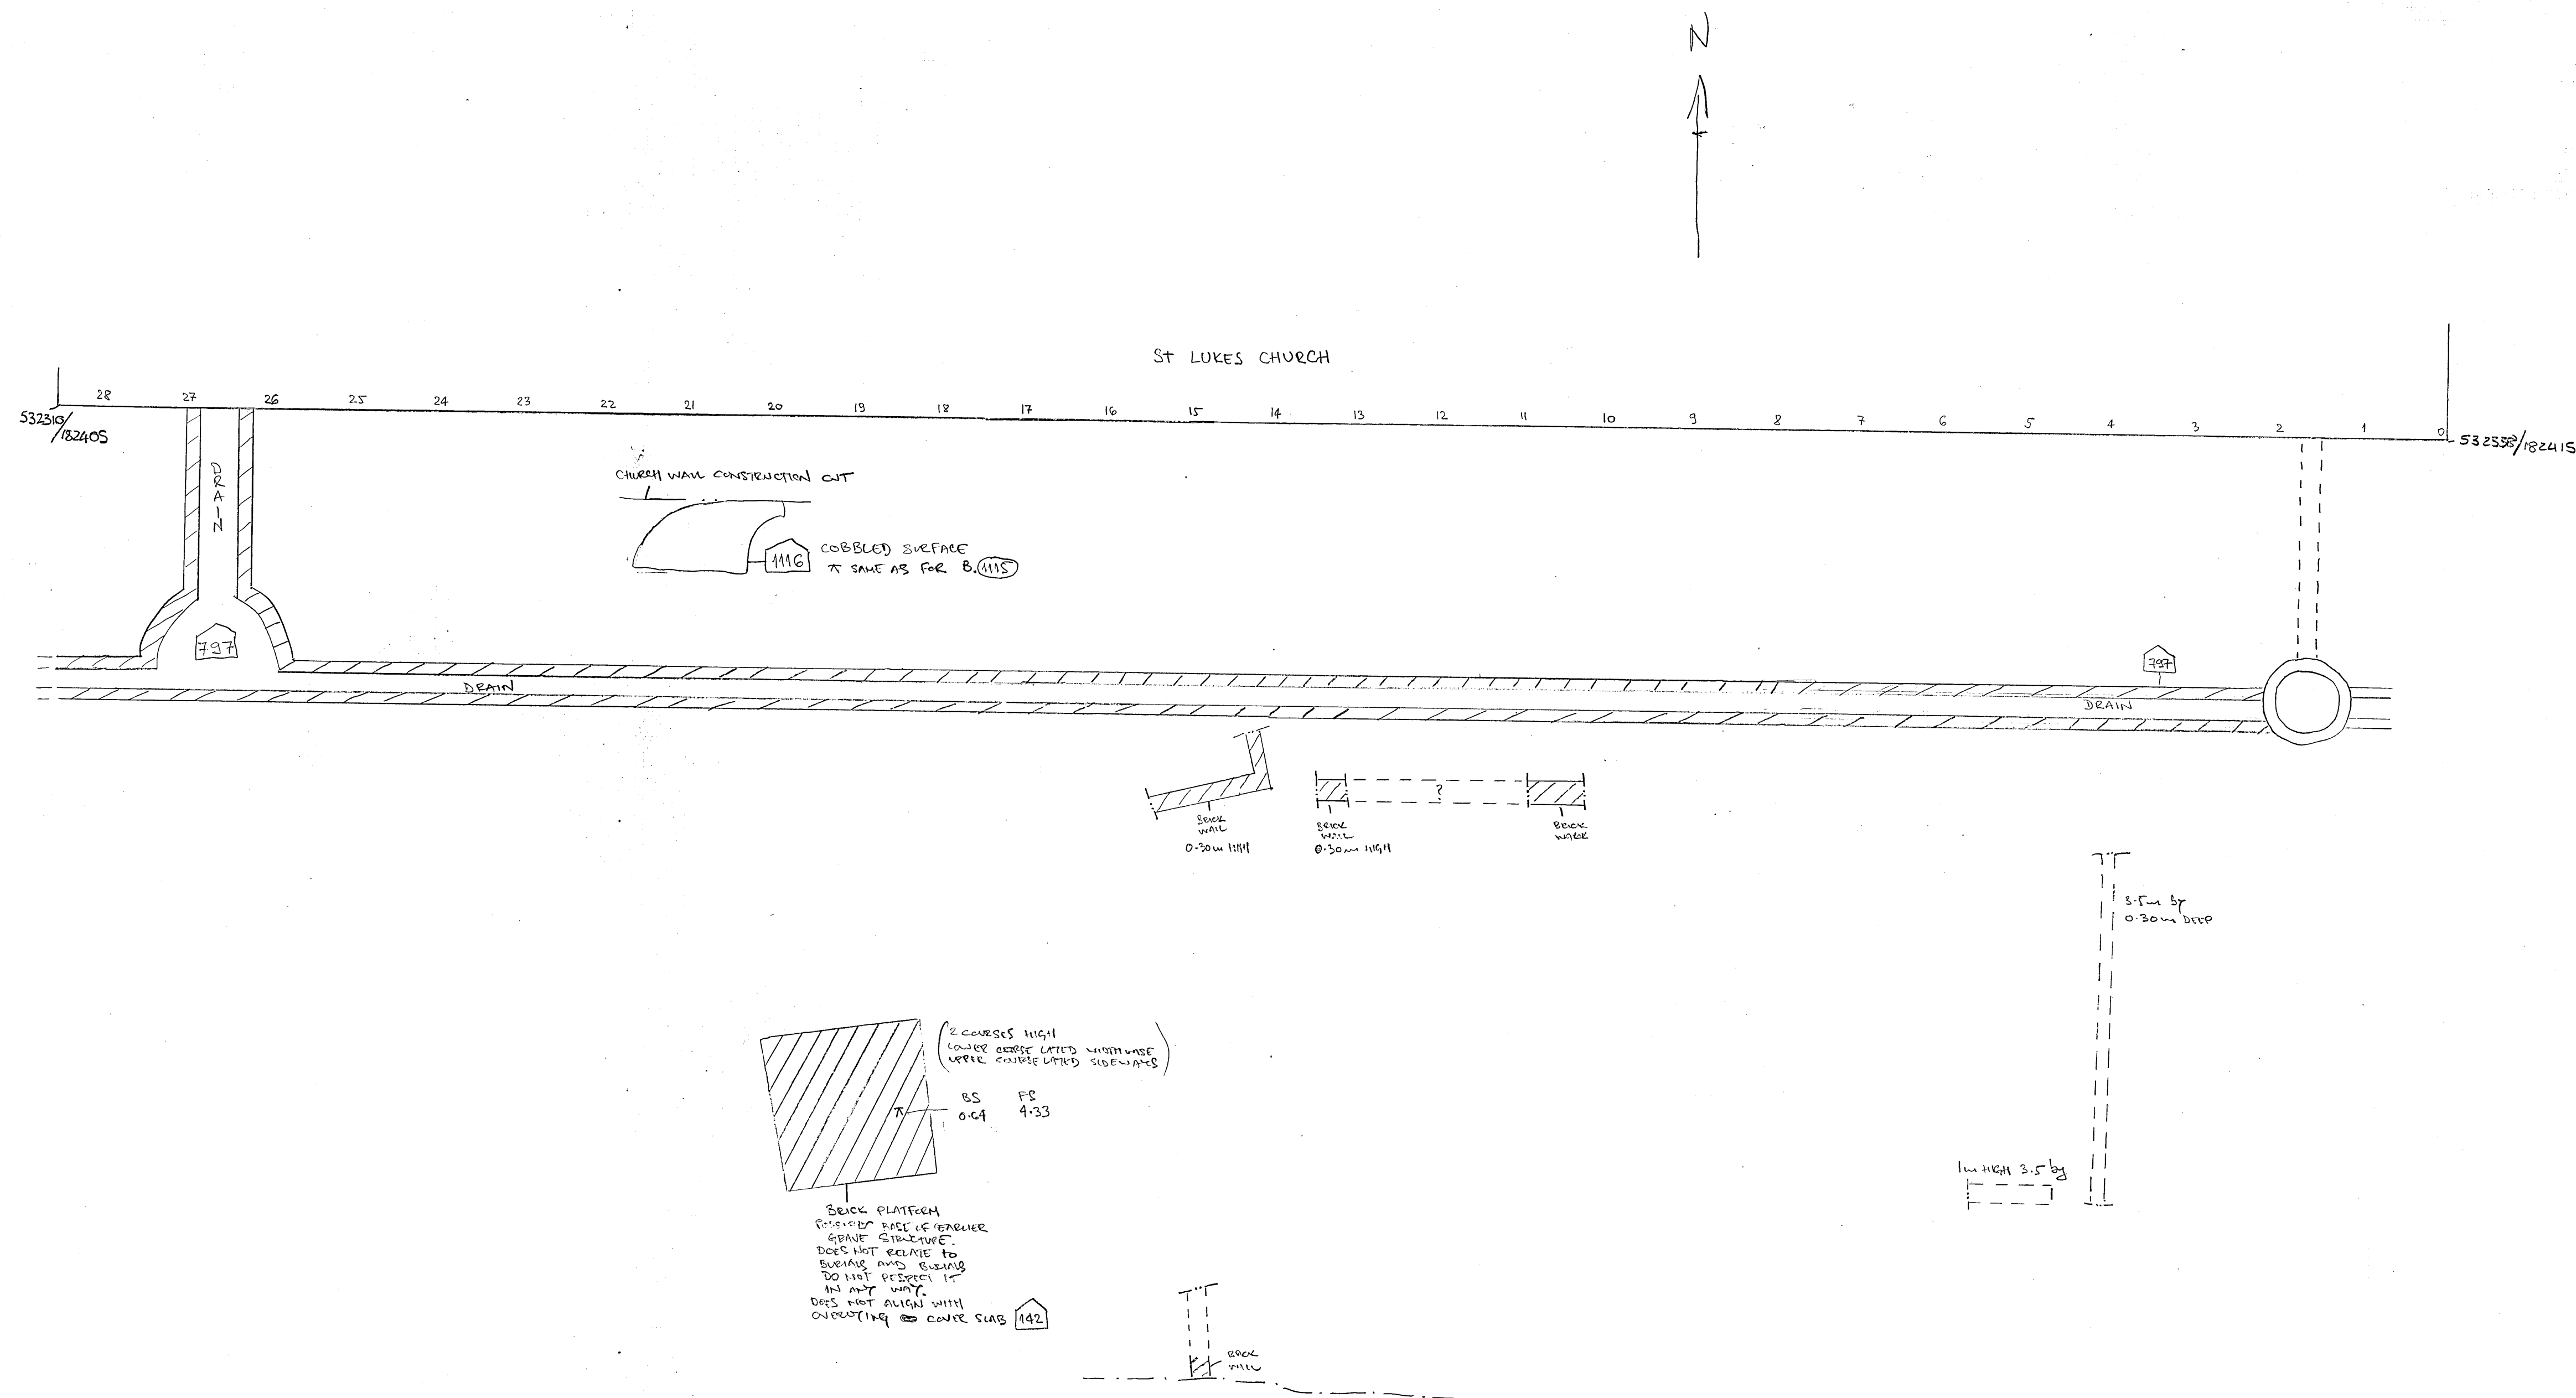 N
ST LUKES CHURCH
28 27 26 25 24 23 22 21 20 19 18 17 16 15 14 13 12 11 10 9 8 7 6 5 4 3 2 1 0
532310/
/182405
/182415
DRAIN
CHURCH WALL CONSTRUCTION CUT
1116
COBBLED SURFACE
⊼ SAME AS FOR B. 1115
797
797
DRAIN
DRAIN
BRICK
WALL
0.30m HIGH
BRICK
WALL
0.30m HIGH
?
BRICK
3.5m by
0.30m DEEP
(2 COURSES HIGH
LOWER LAYED WIDTHWISE
UPPER COURSE LAYED SIDEWAYS)
BS FS
0.64 4.33
⊼
1m HIGH 3.5 by
BRICK PLATFORM
POSSIBLY BASE OF EARLIER
GRAVE STRUCTURE.
DOES NOT RELATE to
BURIALS AND BURIALS
DO NOT RESPECT IT
IN ANY WAY.
DOES NOT ALIGN WITH
OVERLYING COVER SLAB 142
BRICK
WALL